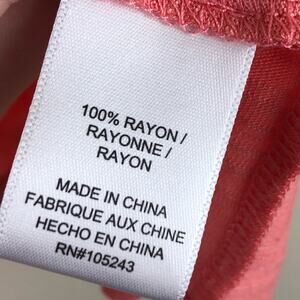 100% RAYON /
RAYONNE /
RAYON
MADE IN CHINA
FABRIQUE AUX CHINE
HECHO EN CHINA
RN#105243